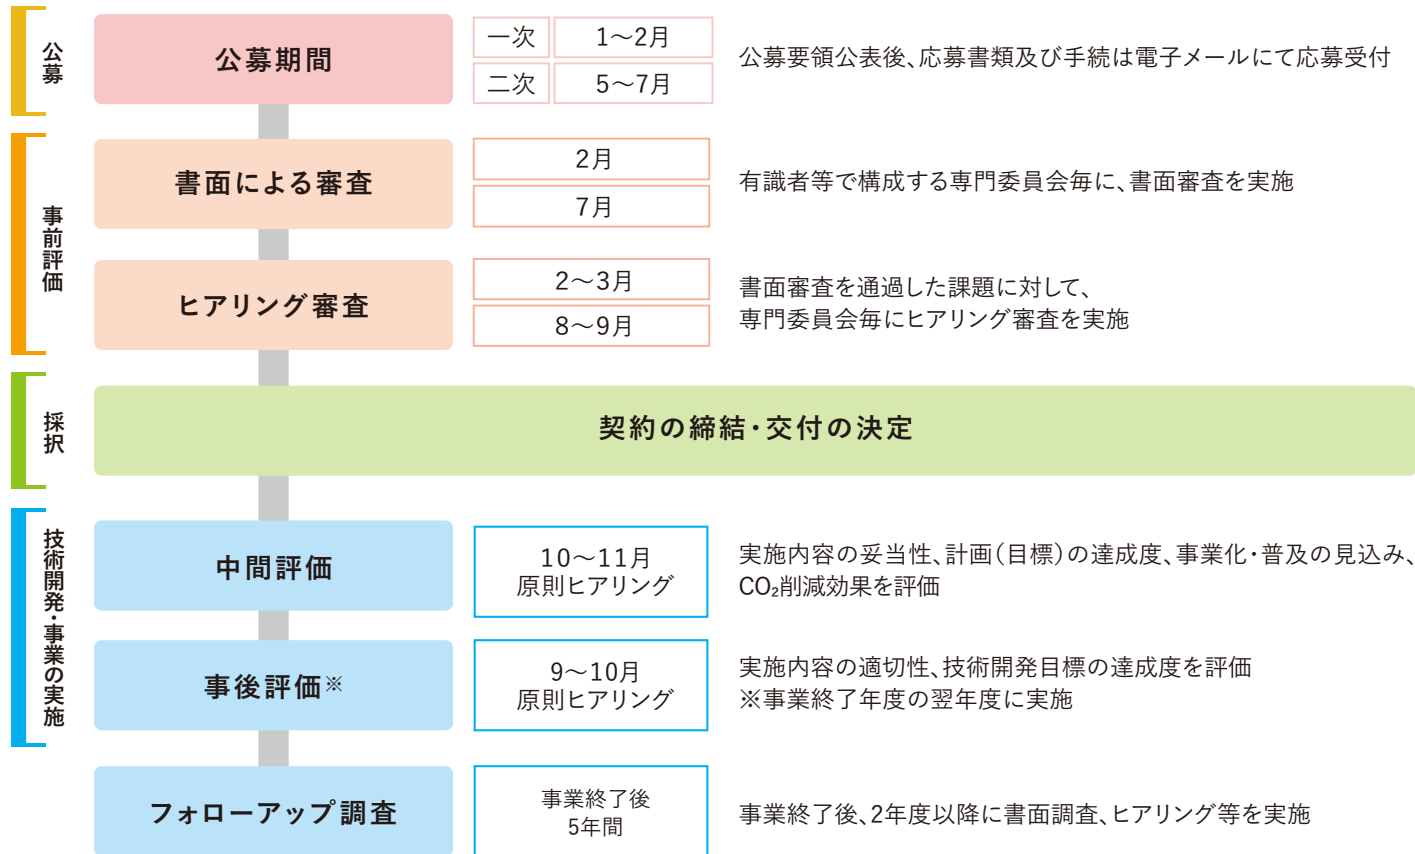 公募
公募期間
一次 1〜2月
二次 5〜7月
公募要領公表後、応募書類及び手続は電子メールにて応募受付
事前評価
書面による審査
2月
7月
有識者等で構成する専門委員会毎に、書面審査を実施
ヒアリング審査
2〜3月
8〜9月
書面審査を通過した課題に対して、
専門委員会毎にヒアリング審査を実施
採択
契約の締結・交付の決定
技術開発・事業の実施
中間評価
10〜11月
原則ヒアリング
実施内容の妥当性、計画（目標）の達成度、事業化・普及の見込み、
CO₂削減効果を評価
事後評価※
9〜10月
原則ヒアリング
実施内容の適切性、技術開発目標の達成度を評価
※事業終了年度の翌年度に実施
フォローアップ調査
事業終了後
5年間
事業終了後、2年度以降に書面調査、ヒアリング等を実施